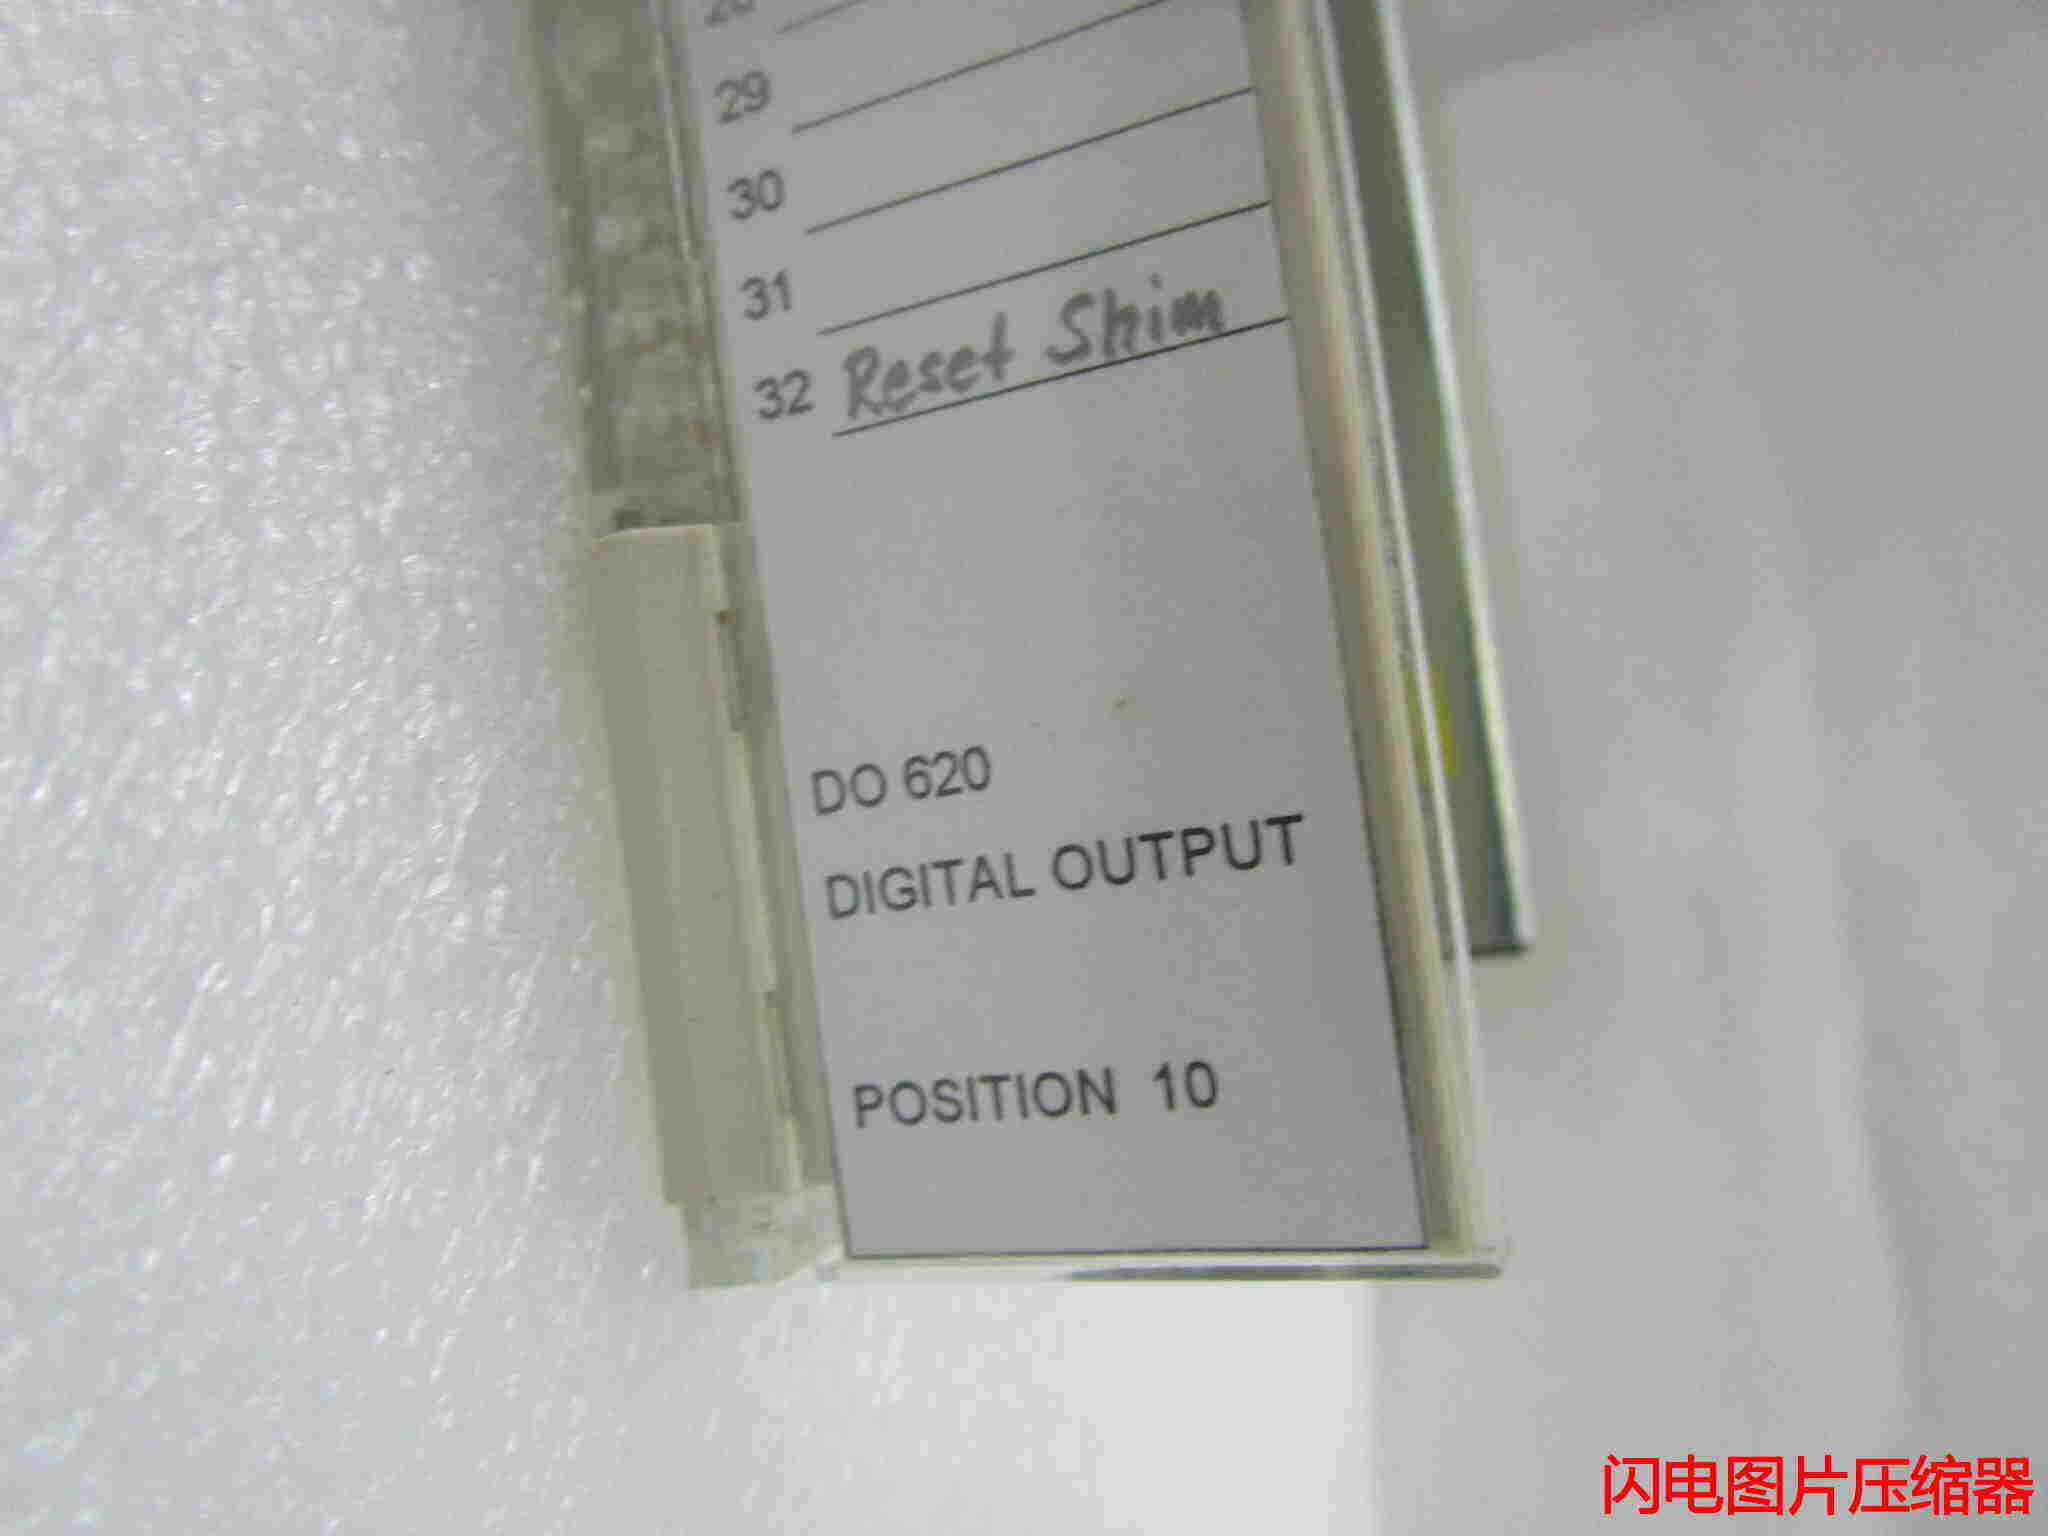 28
29
30
31
32 Reset Shim
DO 620
DIGITAL OUTPUT
POSITION 10
闪电图片压缩器